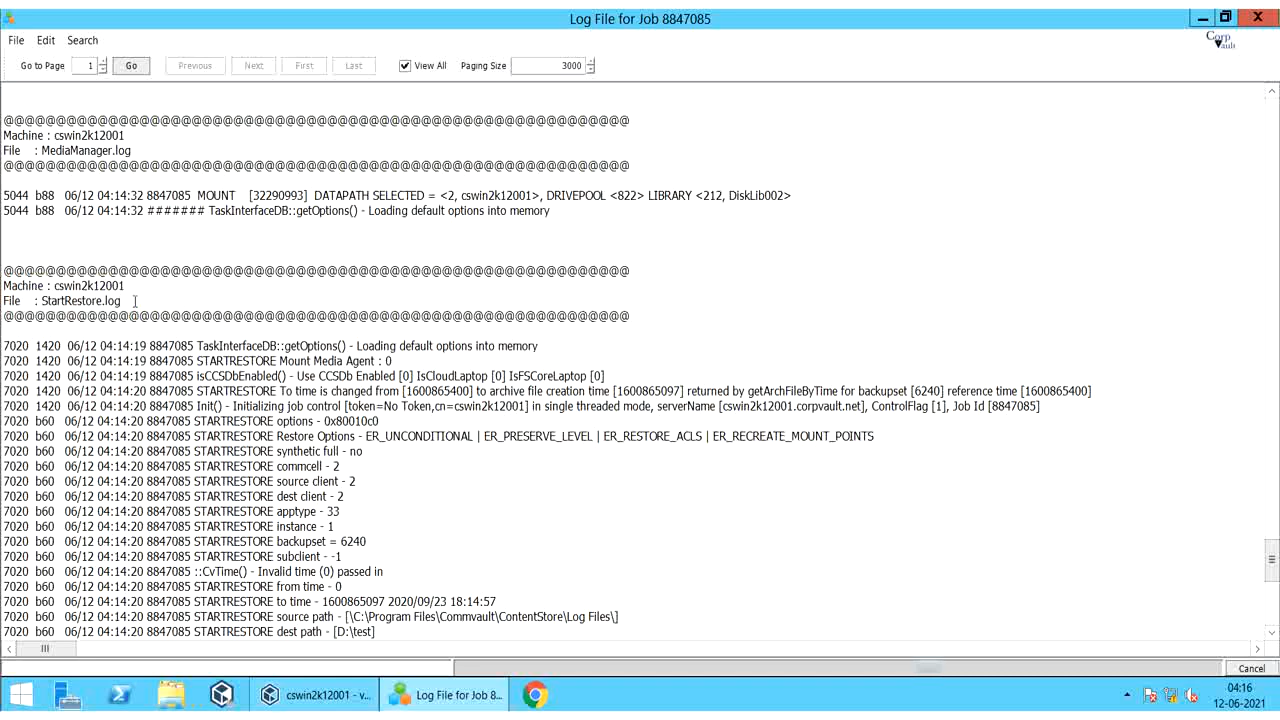 Log File for Job 8847085
File Edit Search
Corp
Vault
Go to Page 1 Go Previous Next First Last View All Paging Size 3000
@@@@@@@@@@@@@@@@@@@@@@@@@@@@@@@@@@@@@@@@@@@@@@@@@@@@@@@@@@@@
Machine : cswin2k12001
File : MediaManager.log
@@@@@@@@@@@@@@@@@@@@@@@@@@@@@@@@@@@@@@@@@@@@@@@@@@@@@@@@@@@@
5044 b88 06/12 04:14:32 8847085 MOUNT [32290993] DATAPATH SELECTED = <2, cswin2k12001>, DRIVEPOOL <822> LIBRARY <212, DiskLib002>
5044 b88 06/12 04:14:32 ####### TaskInterfaceDB::getOptions() - Loading default options into memory
@@@@@@@@@@@@@@@@@@@@@@@@@@@@@@@@@@@@@@@@@@@@@@@@@@@@@@@@@@@@
Machine : cswin2k12001
File : StartRestore.log
@@@@@@@@@@@@@@@@@@@@@@@@@@@@@@@@@@@@@@@@@@@@@@@@@@@@@@@@@@@@
7020 1420 06/12 04:14:19 8847085 TaskInterfaceDB::getOptions() - Loading default options into memory
7020 1420 06/12 04:14:19 8847085 STARTRESTORE Mount Media Agent : 0
7020 1420 06/12 04:14:19 8847085 isCCSDbEnabled() - Use CCSDb Enabled [0] IsCloudLaptop [0] IsFSCoreLaptop [0]
7020 1420 06/12 04:14:19 8847085 STARTRESTORE To time is changed from [1600865400] to archive file creation time [1600865097] returned by getArchFileByTime for backupset [6240] reference time [1600865400]
7020 1420 06/12 04:14:19 8847085 Init() - Initializing job control [token=No Token,cn=cswin2k12001] in single threaded mode, serverName [cswin2k12001.corpvault.net], ControlFlag [1], Job Id [8847085]
7020 b60 06/12 04:14:20 8847085 STARTRESTORE options - 0x80010c0
7020 b60 06/12 04:14:20 8847085 STARTRESTORE Restore Options - ER_UNCONDITIONAL | ER_PRESERVE_LEVEL | ER_RESTORE_ACLS | ER_RECREATE_MOUNT_POINTS
7020 b60 06/12 04:14:20 8847085 STARTRESTORE synthetic full - no
7020 b60 06/12 04:14:20 8847085 STARTRESTORE commcell - 2
7020 b60 06/12 04:14:20 8847085 STARTRESTORE source client - 2
7020 b60 06/12 04:14:20 8847085 STARTRESTORE dest client - 2
7020 b60 06/12 04:14:20 8847085 STARTRESTORE apptype - 33
7020 b60 06/12 04:14:20 8847085 STARTRESTORE instance - 1
7020 b60 06/12 04:14:20 8847085 STARTRESTORE backupset = 6240
7020 b60 06/12 04:14:20 8847085 STARTRESTORE subclient - -1
7020 b60 06/12 04:14:20 8847085 ::CvTime() - Invalid time (0) passed in
7020 b60 06/12 04:14:20 8847085 STARTRESTORE from time - 0
7020 b60 06/12 04:14:20 8847085 STARTRESTORE to time - 1600865097 2020/09/23 18:14:57
7020 b60 06/12 04:14:20 8847085 STARTRESTORE source path - [\C:\Program Files\Commvault\ContentStore\Log Files\]
7020 b60 06/12 04:14:20 8847085 STARTRESTORE dest path - [D:\test]
Cancel
cswin2k12001 - v... Log File for Job 8... 04:16
12-06-2021